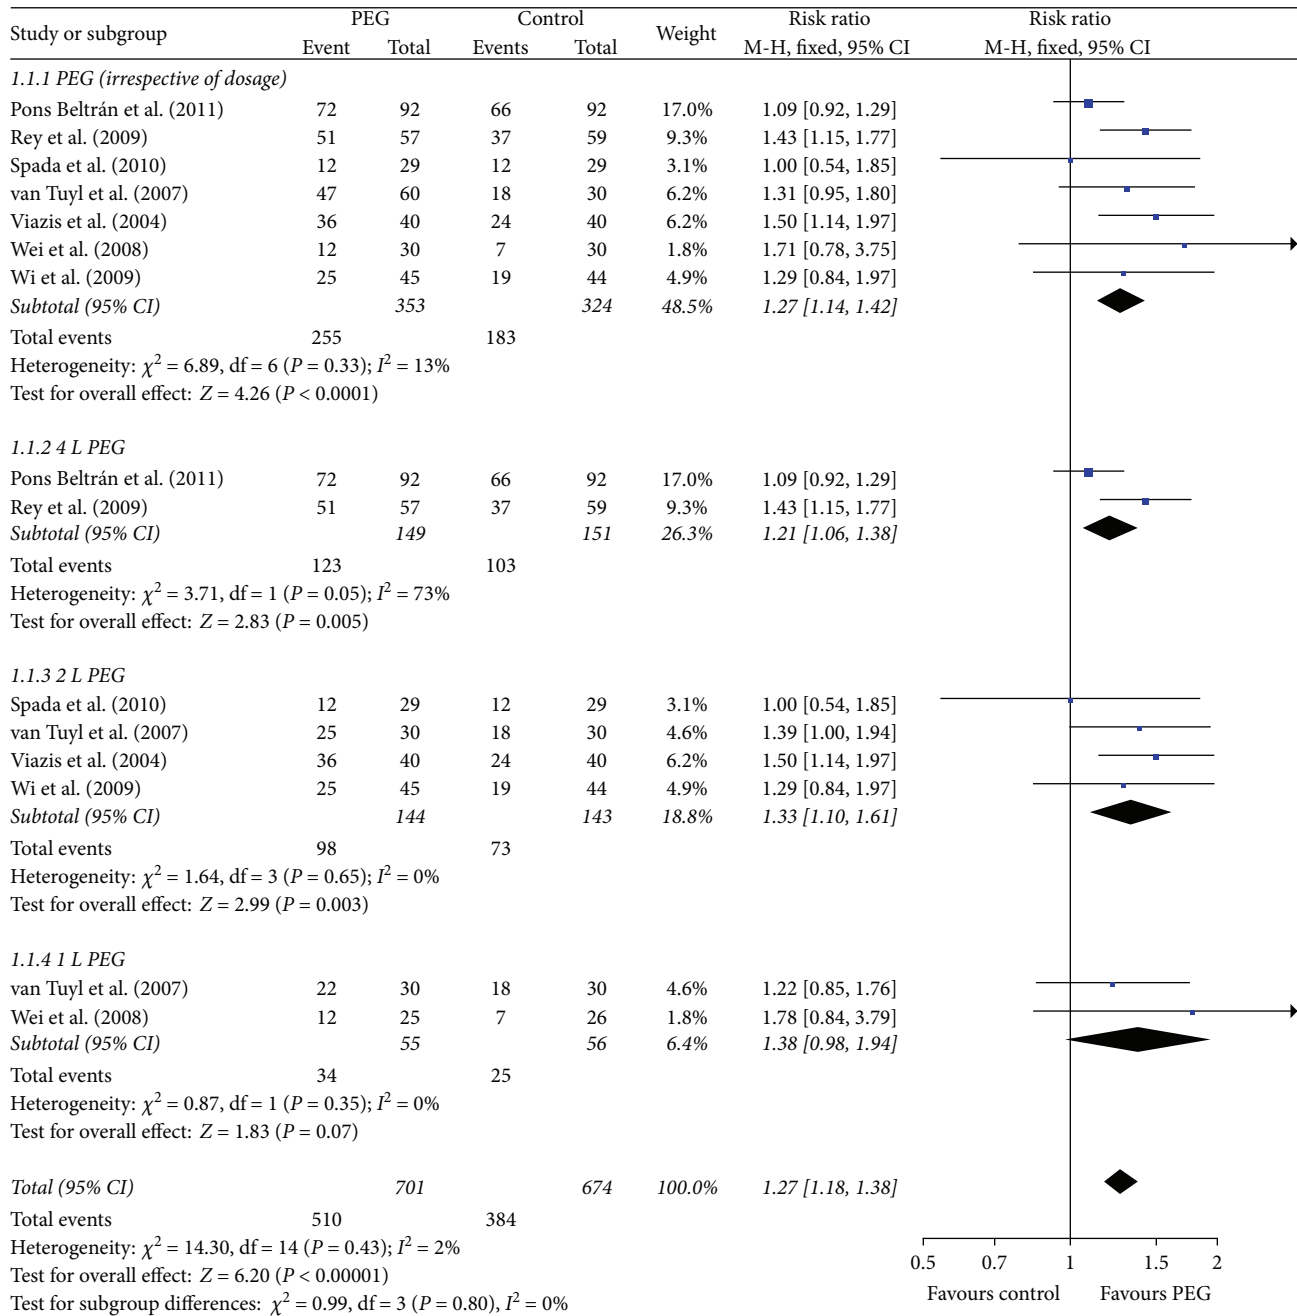 PEG Control Risk ratio Risk ratio
Study or subgroup Weight
Event Total Events Total M-H, fixed, 95% CI M-H, fixed, 95% CI
1.1.1 PEG (irrespective of dosage)
Pons Beltrán et al. (2011) 72 92 66 92 17.0% 1.09 [0.92, 1.29]
Rey et al. (2009) 51 57 37 59 9.3% 1.43 [1.15, 1.77]
Spada et al. (2010) 12 29 12 29 3.1% 1.00 [0.54, 1.85]
van Tuyl et al. (2007) 47 60 18 30 6.2% 1.31 [0.95, 1.80]
Viazis et al. (2004) 36 40 24 40 6.2% 1.50 [1.14, 1.97]
Wei et al. (2008) 12 30 7 30 1.8% 1.71 [0.78, 3.75]
Wi et al. (2009) 25 45 19 44 4.9% 1.29 [0.84, 1.97]
Subtotal (95% CI) 353 324 48.5% 1.27 [1.14, 1.42]
Total events 255 183
Heterogeneity: χ² = 6.89, df = 6 (P = 0.33); I² = 13%
Test for overall effect: Z = 4.26 (P < 0.0001)
1.1.2 4 L PEG
Pons Beltrán et al. (2011) 72 92 66 92 17.0% 1.09 [0.92, 1.29]
Rey et al. (2009) 51 57 37 59 9.3% 1.43 [1.15, 1.77]
Subtotal (95% CI) 149 151 26.3% 1.21 [1.06, 1.38]
Total events 123 103
Heterogeneity: χ² = 3.71, df = 1 (P = 0.05); I² = 73%
Test for overall effect: Z = 2.83 (P = 0.005)
1.1.3 2 L PEG
Spada et al. (2010) 12 29 12 29 3.1% 1.00 [0.54, 1.85]
van Tuyl et al. (2007) 25 30 18 30 4.6% 1.39 [1.00, 1.94]
Viazis et al. (2004) 36 40 24 40 6.2% 1.50 [1.14, 1.97]
Wi et al. (2009) 25 45 19 44 4.9% 1.29 [0.84, 1.97]
Subtotal (95% CI) 144 143 18.8% 1.33 [1.10, 1.61]
Total events 98 73
Heterogeneity: χ² = 1.64, df = 3 (P = 0.65); I² = 0%
Test for overall effect: Z = 2.99 (P = 0.003)
1.1.4 1 L PEG
van Tuyl et al. (2007) 22 30 18 30 4.6% 1.22 [0.85, 1.76]
Wei et al. (2008) 12 25 7 26 1.8% 1.78 [0.84, 3.79]
Subtotal (95% CI) 55 56 6.4% 1.38 [0.98, 1.94]
Total events 34 25
Heterogeneity: χ² = 0.87, df = 1 (P = 0.35); I² = 0%
Test for overall effect: Z = 1.83 (P = 0.07)
Total (95% CI) 701 674 100.0% 1.27 [1.18, 1.38]
Total events 510 384
Heterogeneity: χ² = 14.30, df = 14 (P = 0.43); I² = 2%
Test for overall effect: Z = 6.20 (P < 0.00001)
Test for subgroup differences: χ² = 0.99, df = 3 (P = 0.80), I² = 0%
0.5 0.7 1 1.5 2
Favours control Favours PEG